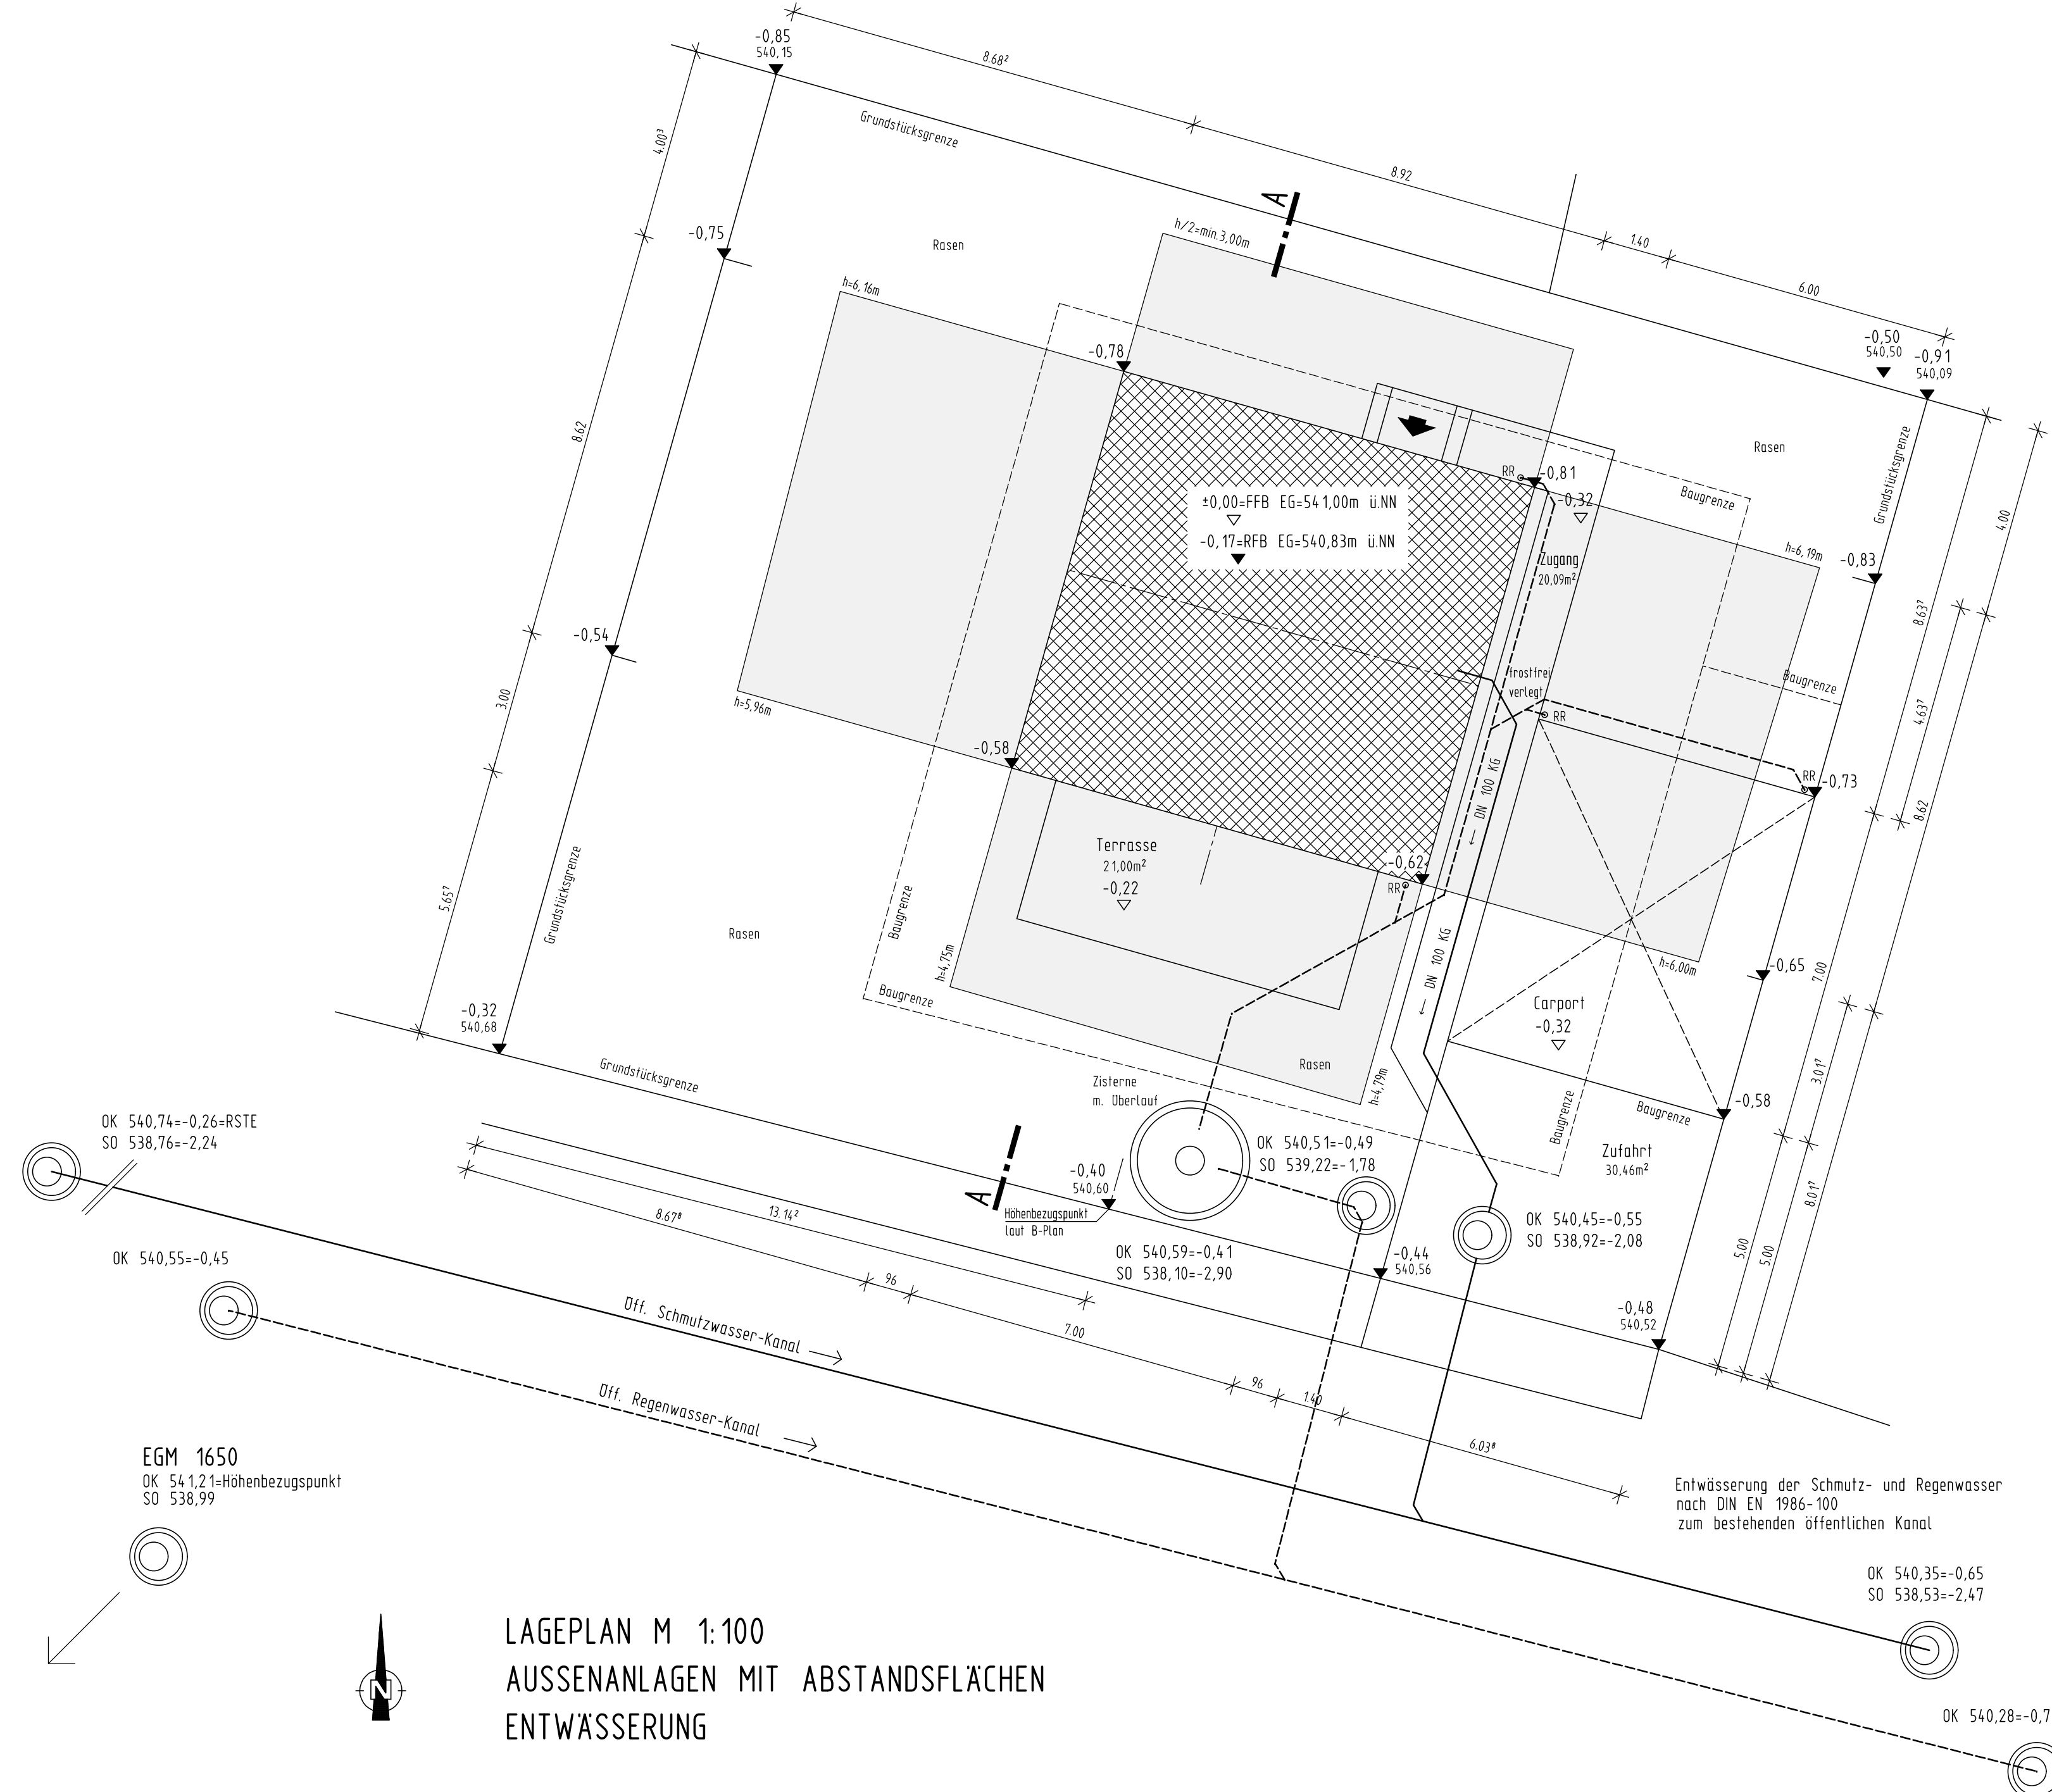 -0,85
540,15
8.68²
Grundstücksgrenze
4.00³
8.92
A
h/2=min.3,00m
1.40
6.00
-0,75
Rasen
h=6,16m
-0,50
540,50
-0,91
540,09
-0,78
8.62
Rasen
Baugrenze
Grundstücksgrenze
RR
-0,81
-0,32
±0,00=FFB EG=541,00m ü.NN
-0,17=RFB EG=540,83m ü.NN
Zugang
20,09m²
h=6,19m
-0,83
4.00
8.63⁷
-0,54
3.00
h=5,96m
frostfrei
verlegt
RR
Baugrenze
4.63⁷
-0,58
← DN 100 KG
RR
-0,73
8.62
Terrasse
21,00m²
-0,22
-0,62
RR
5.65⁷
Grundstücksgrenze
Rasen
Baugrenze
h=4,75m
Baugrenze
← DN 100 KG
h=6,00m
-0,65
7.00
Carport
-0,32
-0,32
540,68
Grundstücksgrenze
Rasen
h=4,79m
Zisterne
m. Überlauf
Baugrenze
Baugrenze
-0,58
3.01⁷
Zufahrt
30,46m²
8.01⁷
OK 540,74=-0,26=RSTE
SO 538,76=-2,24
OK 540,51=-0,49
SO 539,22=-1,78
-0,40
540,60
A
Höhenbezugspunkt
laut B-Plan
8.67⁸
13.14²
OK 540,45=-0,55
SO 538,92=-2,08
5.00
5.00
OK 540,55=-0,45
OK 540,59=-0,41
SO 538,10=-2,90
-0,44
540,56
96
-0,48
540,52
Öff. Schmutzwasser-Kanal
7.00
96
1.40
6.03⁸
Öff. Regenwasser-Kanal
EGM 1650
OK 541,21=Höhenbezugspunkt
SO 538,99
Entwässerung der Schmutz- und Regenwasser
nach DIN EN 1986-100
zum bestehenden öffentlichen Kanal
OK 540,35=-0,65
SO 538,53=-2,47
N
LAGEPLAN M 1:100
AUSSENANLAGEN MIT ABSTANDSFLÄCHEN
ENTWÄSSERUNG
OK 540,28=-0,7